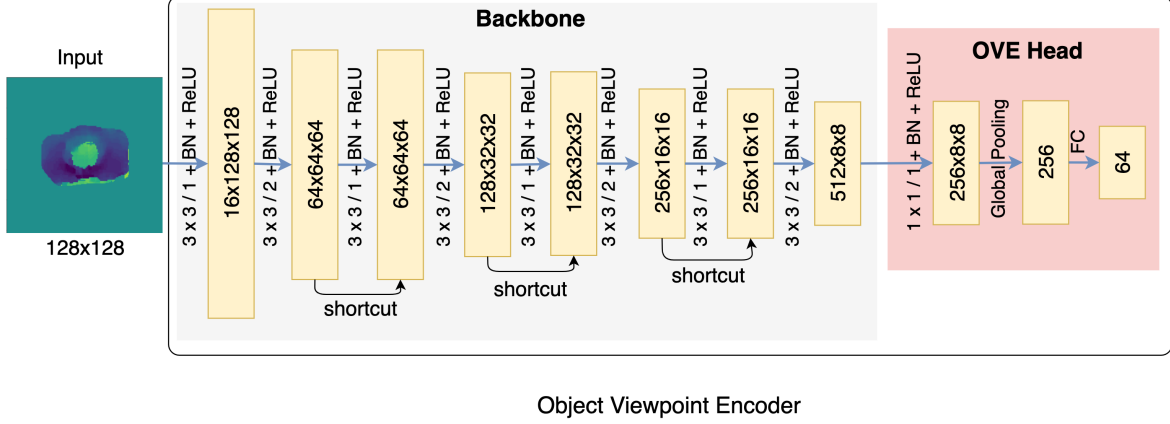 Input
128x128
Backbone
3 x 3 / 1 + BN + ReLU
16x128x128
3 x 3 / 2 + BN + ReLU
64x64x64
3 x 3 / 1 + BN + ReLU
64x64x64
shortcut
3 x 3 / 2 + BN + ReLU
128x32x32
3 x 3 / 1 + BN + ReLU
128x32x32
shortcut
3 x 3 / 2 + BN + ReLU
256x16x16
3 x 3 / 1 + BN + ReLU
256x16x16
shortcut
3 x 3 / 2 + BN + ReLU
512x8x8
OVE Head
1 x 1 / 1 + BN + ReLU
256x8x8
Global Pooling
256
FC
64
Object Viewpoint Encoder